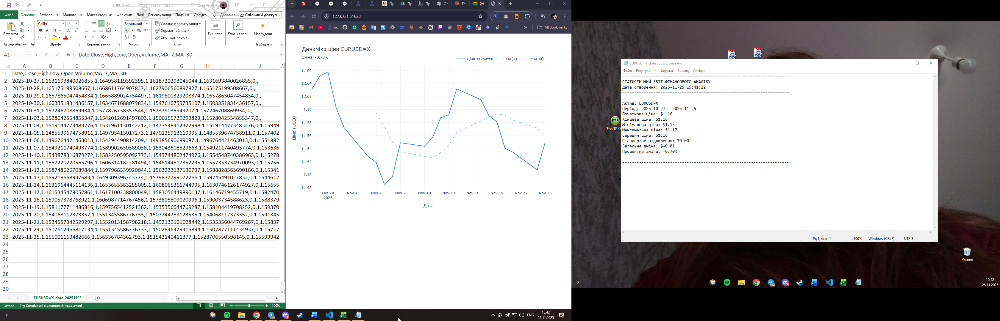 EURUSD=X_data_20251125.csv - Excel
Влад Чесной
Файл
Основне
Вставлення
Малювання
Макет сторінки
Формули
Дані
Рецензування
Подання
Довідка
Допомог
Спільний доступ
Вставити
Буфер обміну
Calibri
14
Ж К П
Шрифт
Вирівнювання
Загальний
% 000
Число
Умовне форматування
Формат таблиці
Стилі клітинок
Стилі
Клітинки
Редагування
Надбудови
Надбудови
A1
Date,Close,High,Low,Open,Volume,MA_7,MA_30
A B C D E F G H I J
1 Date,Close,High,Low,Open,Volume,MA_7,MA_30
2 2025-10-27,1.1631693840026855,1.164958119392395,1.1618720293045044,1.1631693840026855,0,,
3 2025-10-28,1.165175199508667,1.1668611764907837,1.1627906560897827,1.165175199508667,0,,
4 2025-10-29,1.1657865047454834,1.1665889024734497,1.1619800329208374,1.1657865047454834,0,,
5 2025-10-30,1.1603351831436157,1.1634671688079834,1.1547610759735107,1.1603351831436157,0,,
6 2025-10-31,1.157246708869934,1.1577826738357544,1.152379035949707,1.157246708869934,0,,
7 2025-11-03,1.1528042554855347,1.1542012691497803,1.1506155729293823,1.1528042554855347,0,,
8 2025-11-04,1.1519144773483276,1.1532961130142212,1.1473548412322998,1.1519144773483276,0,1.15949
9 2025-11-05,1.1485539674758911,1.149795413017273,1.1470125913619995,1.1485539674758911,0,1.157402
10 2025-11-06,1.1496764421463013,1.154294490814209,1.149385690689087,1.1496764421463013,0,1.1551882
11 2025-11-07,1.1549211740493774,1.1589902639389038,1.153043508529663,1.1549211740493774,0,1.153636
12 2025-11-10,1.1543878316879272,1.1582250595092773,1.1543744802474976,1.1554548740386963,0,1.15278
13 2025-11-11,1.1557220220565796,1.1606314182281494,1.1548144817352295,1.1557353734970093,0,1.15256
14 2025-11-12,1.1587486267089844,1.1597968339920044,1.1563233137130737,1.1588828563690186,0,1.15341
15 2025-11-13,1.159218668937683,1.1649309396743774,1.1579837799072266,1.159245491027832,0,1.1544612
16 2025-11-14,1.1631964445114136,1.1653653383255005,1.1608065366744995,1.1630746126174927,0,1.15655
17 2025-11-17,1.1615345478057861,1.1617100238800049,1.1583056449890137,1.16146719455719,0,1.1582470
18 2025-11-18,1.159057378768921,1.1606987714767456,1.1573805809020996,1.159003734588623,0,1.1588379
19 2025-11-19,1.1581177711486816,1.1597565412521362,1.1535356044769287,1.158104419708252,0,1.159370
20 2025-11-20,1.154068112373352,1.1551345586776733,1.1507744789123535,1.154068112373352,0,1.1591345
21 2025-11-21,1.1534557342529297,1.1552013158798218,1.1492139101028442,1.1535356044769287,0,1.15837
22 2025-11-24,1.1507612466812134,1.1551345586776733,1.1502846479415894,1.1507877111434937,0,1.15717
23 2025-11-25,1.155001163482666,1.156336784362793,1.151543140411377,1.1528706550598145,0,1.15599942
24
25
26
27
28
29
30
EURUSD=X_data_20251125
Готово
Спеціальні можливості: недоступні
100%
127.0.0.1:51628
лк
All Bookmarks
Динаміка ціни EURUSD=X
Зміна: -0.70%
Ціна закриття
MA(7)
MA(30)
Ціна (USD)
1.166
1.164
1.162
1.16
1.158
1.156
1.154
1.152
1.15
1.148
Oct 29 Nov 1 Nov 4 Nov 7 Nov 10 Nov 13 Nov 16 Nov 19 Nov 22 Nov 25
2025
Дата
ENG
15:42
25.11.2025
EURUSD=X_statistics.txt: Блокнот
Файл Редагування Формат Вигляд Довідка
======================================================================
СТАТИСТИЧНИЙ ЗВІТ ФІНАНСОВОГО АНАЛІЗУ
Дата створення: 2025-11-25 15:41:22
======================================================================
Актив: EURUSD=X
Період: 2025-10-27 — 2025-11-25
Початкова ціна: $1.16
Кінцева ціна: $1.16
Мінімальна ціна: $1.15
Максимальна ціна: $1.17
Середня ціна: $1.16
Стандартне відхилення: $0.00
Загальна зміна: $-0.01
Процентна зміна: -0.70%
----------------------------------------------------------------------
Рд 1, ствп 1
100%
Windows (CRLF)
UTF-8
PDF
PDF
FTP
[FreeTP.O
Кошик
15:42
25.11.2025